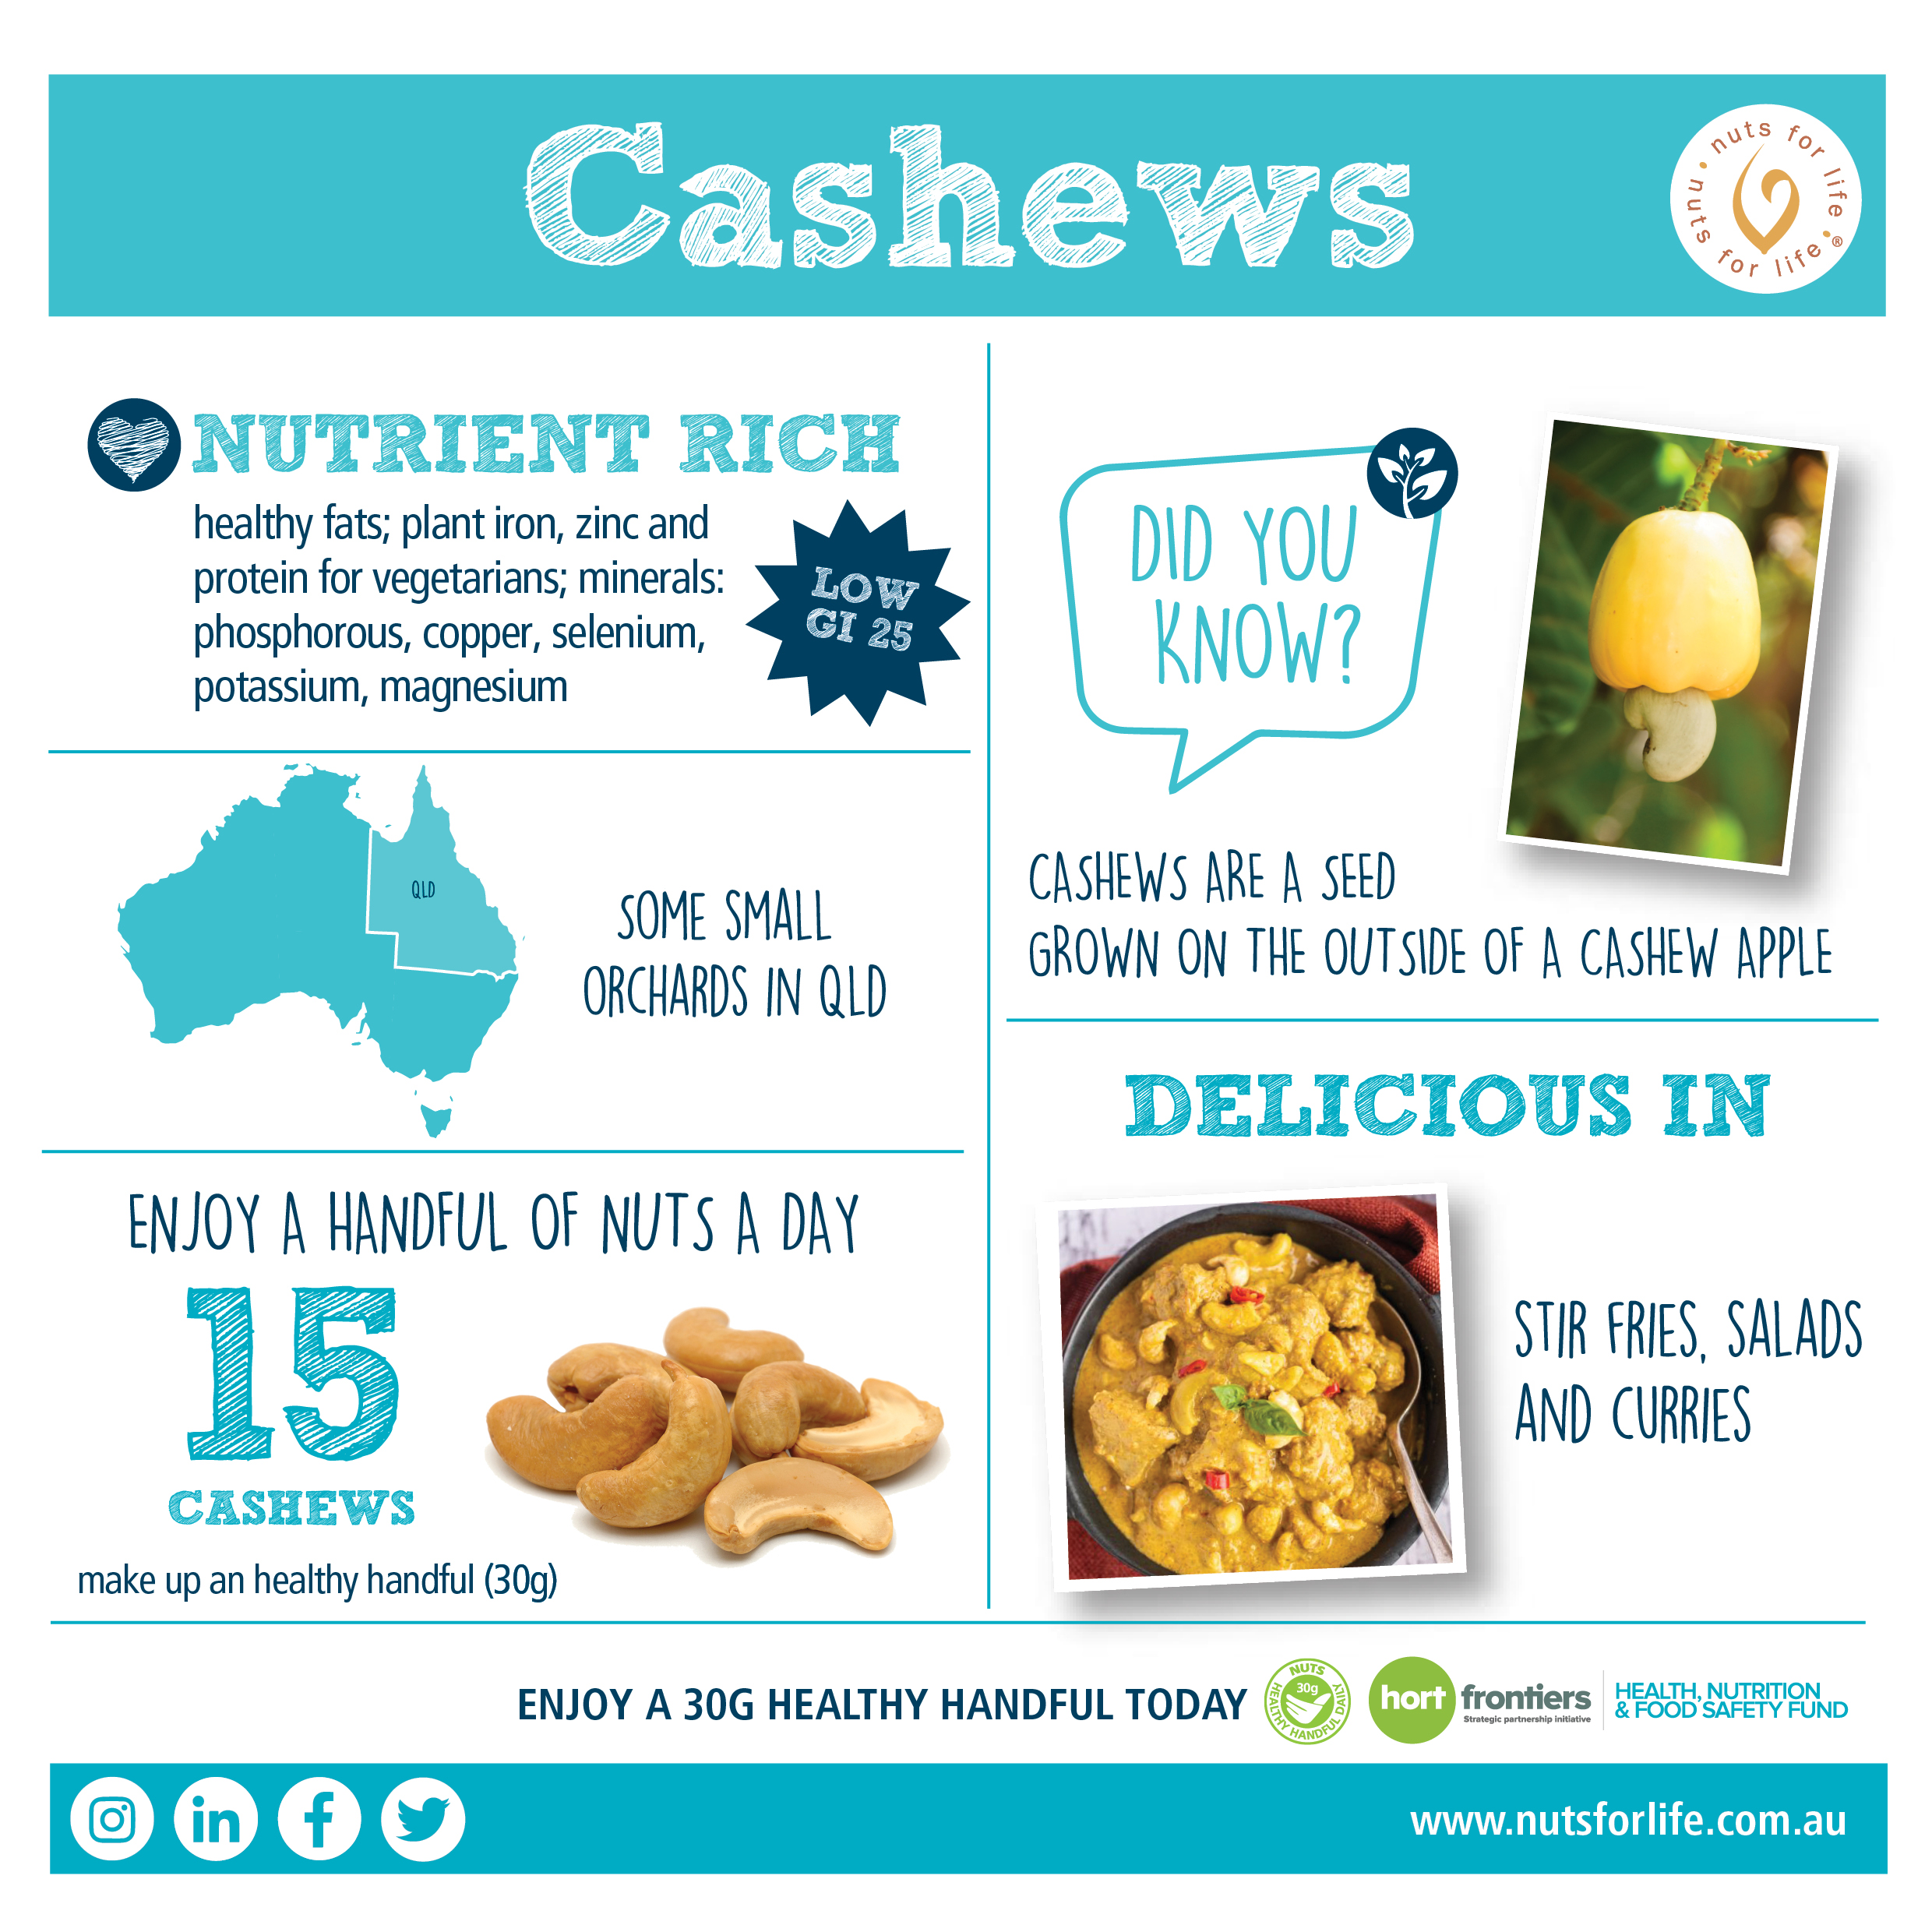 Cashews
nuts for life • nuts for life • ®
NUTRIENT RICH
healthy fats; plant iron, zinc and
protein for vegetarians; minerals:
phosphorous, copper, selenium,
potassium, magnesium
LOW
GI 25
QLD
SOME SMALL
ORCHARDS IN QLD
ENJOY A HANDFUL OF NUTS A DAY
15
CASHEWS
make up an healthy handful (30g)
DID YOU
KNOW?
CASHEWS ARE A SEED
GROWN ON THE OUTSIDE OF A CASHEW APPLE
DELICIOUS IN
STIR FRIES, SALADS
AND CURRIES
ENJOY A 30G HEALTHY HANDFUL TODAY
NUTS
30g
HEALTHY HANDFUL DAILY
hort frontiers
Strategic partnership initiative
HEALTH, NUTRITION
& FOOD SAFETY FUND
in
f
www.nutsforlife.com.au